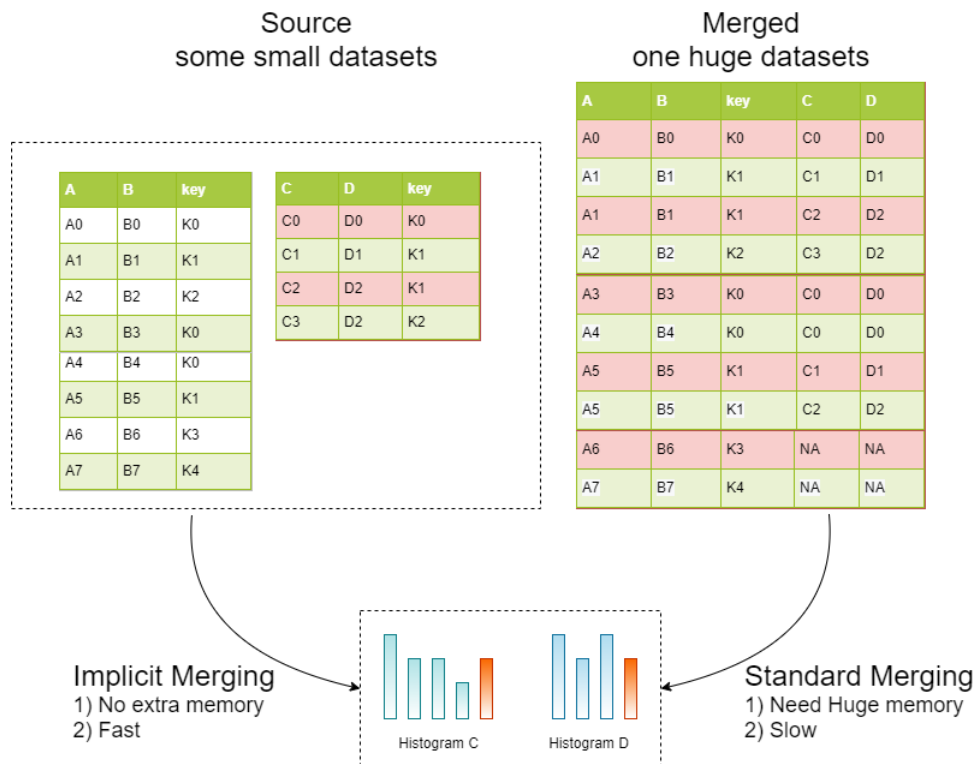 Source
some small datasets
Merged
one huge datasets
A B key
A0 B0 K0
A1 B1 K1
A2 B2 K2
A3 B3 K0
A4 B4 K0
A5 B5 K1
A6 B6 K3
A7 B7 K4
C D key
C0 D0 K0
C1 D1 K1
C2 D2 K1
C3 D2 K2
A B key C D
A0 B0 K0 C0 D0
A1 B1 K1 C1 D1
A1 B1 K1 C2 D2
A2 B2 K2 C3 D2
A3 B3 K0 C0 D0
A4 B4 K0 C0 D0
A5 B5 K1 C1 D1
A5 B5 K1 C2 D2
A6 B6 K3 NA NA
A7 B7 K4 NA NA
Implicit Merging
1) No extra memory
2) Fast
Histogram C
Histogram D
Standard Merging
1) Need Huge memory
2) Slow